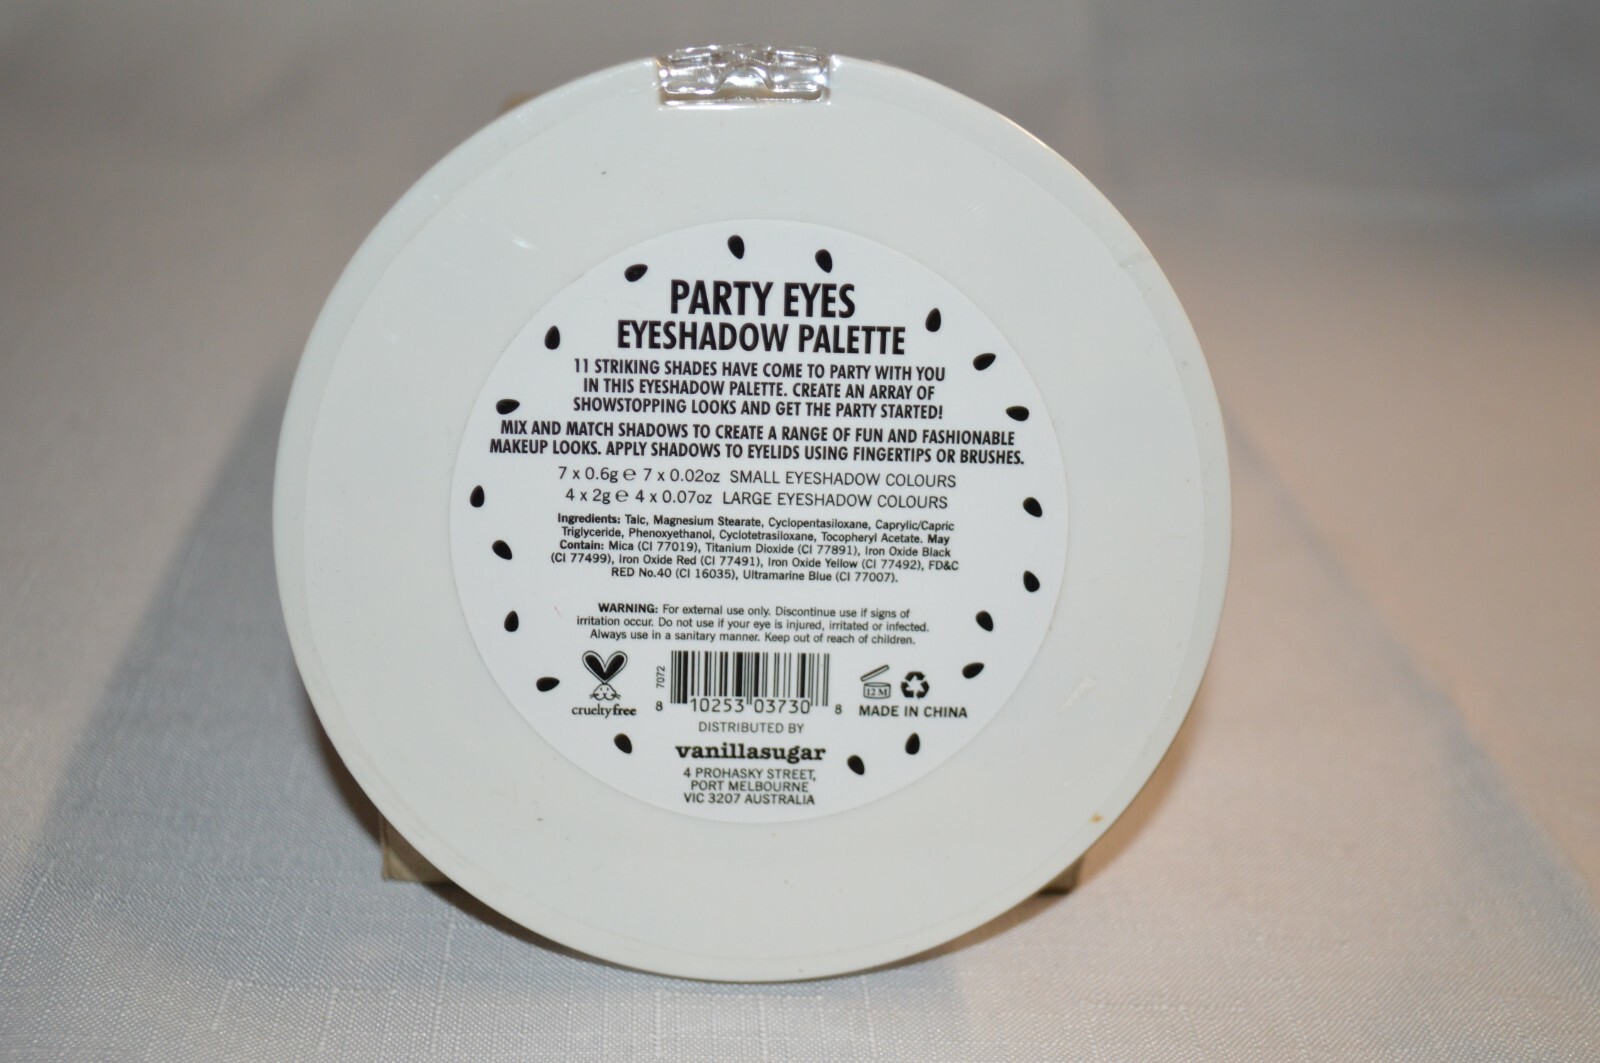 PARTY EYES
EYESHADOW PALETTE
11 STRIKING SHADES HAVE COME TO PARTY WITH YOU
IN THIS EYESHADOW PALETTE. CREATE AN ARRAY OF
SHOWSTOPPING LOOKS AND GET THE PARTY STARTED!
MIX AND MATCH SHADOWS TO CREATE A RANGE OF FUN AND FASHIONABLE
MAKEUP LOOKS. APPLY SHADOWS TO EYELIDS USING FINGERTIPS OR BRUSHES.
7 x 0.6g ℮ 7 x 0.02oz SMALL EYESHADOW COLOURS
4 x 2g ℮ 4 x 0.07oz LARGE EYESHADOW COLOURS
Ingredients: Talc, Magnesium Stearate, Cyclopentasiloxane, Caprylic/Capric
Triglyceride, Phenoxyethanol, Cyclotetrasiloxane, Tocopheryl Acetate. May
Contain: Mica (CI 77019), Titanium Dioxide (CI 77891), Iron Oxide Black
(CI 77499), Iron Oxide Red (CI 77491), Iron Oxide Yellow (CI 77492), FD&C
RED No.40 (CI 16035), Ultramarine Blue (CI 77007).
WARNING: For external use only. Discontinue use if signs of
irritation occur. Do not use if your eye is injured, irritated or infected.
Always use in a sanitary manner. Keep out of reach of children.
crueltyfree
7072
8 10253 03730 8
12 M
MADE IN CHINA
DISTRIBUTED BY
vanillasugar
4 PROHASKY STREET,
PORT MELBOURNE
VIC 3207 AUSTRALIA